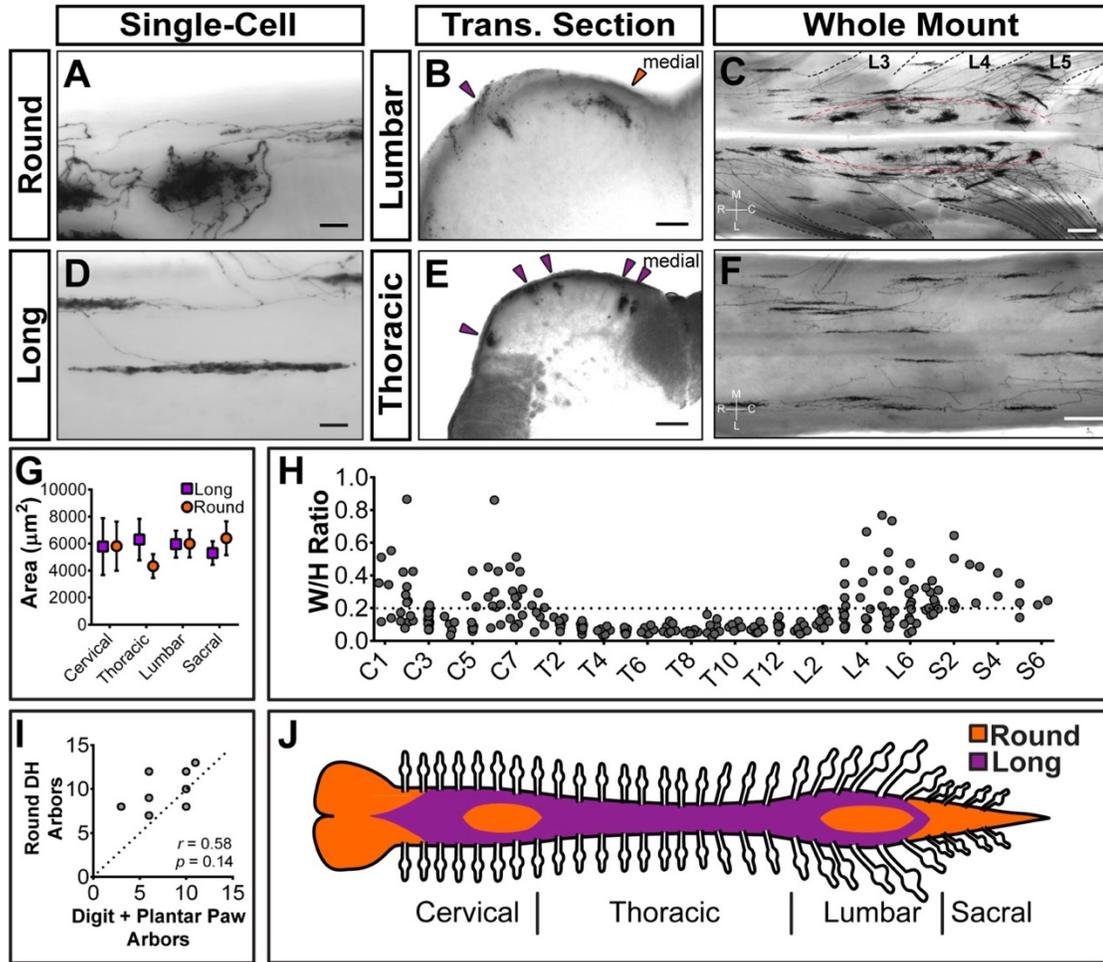 Single-Cell
Trans. Section
Whole Mount
Round
A
Lumbar
B
medial
C
L3
L4
L5
M
R
C
L
Long
D
Thoracic
E
medial
F
M
R
C
L
G
Area (µm²)
10000
8000
6000
4000
2000
0
Long
Round
Cervical
Thoracic
Lumbar
Sacral
H
W/H Ratio
1.0
0.8
0.6
0.4
0.2
0.0
C1
C3
C5
C7
T2
T4
T6
T8
T10
T12
L2
L4
L6
S2
S4
S6
I
Round DH
Arbors
15
10
5
0
r = 0.58
p = 0.14
0
5
10
15
Digit + Plantar Paw
Arbors
J
Round
Long
Cervical
Thoracic
Lumbar
Sacral